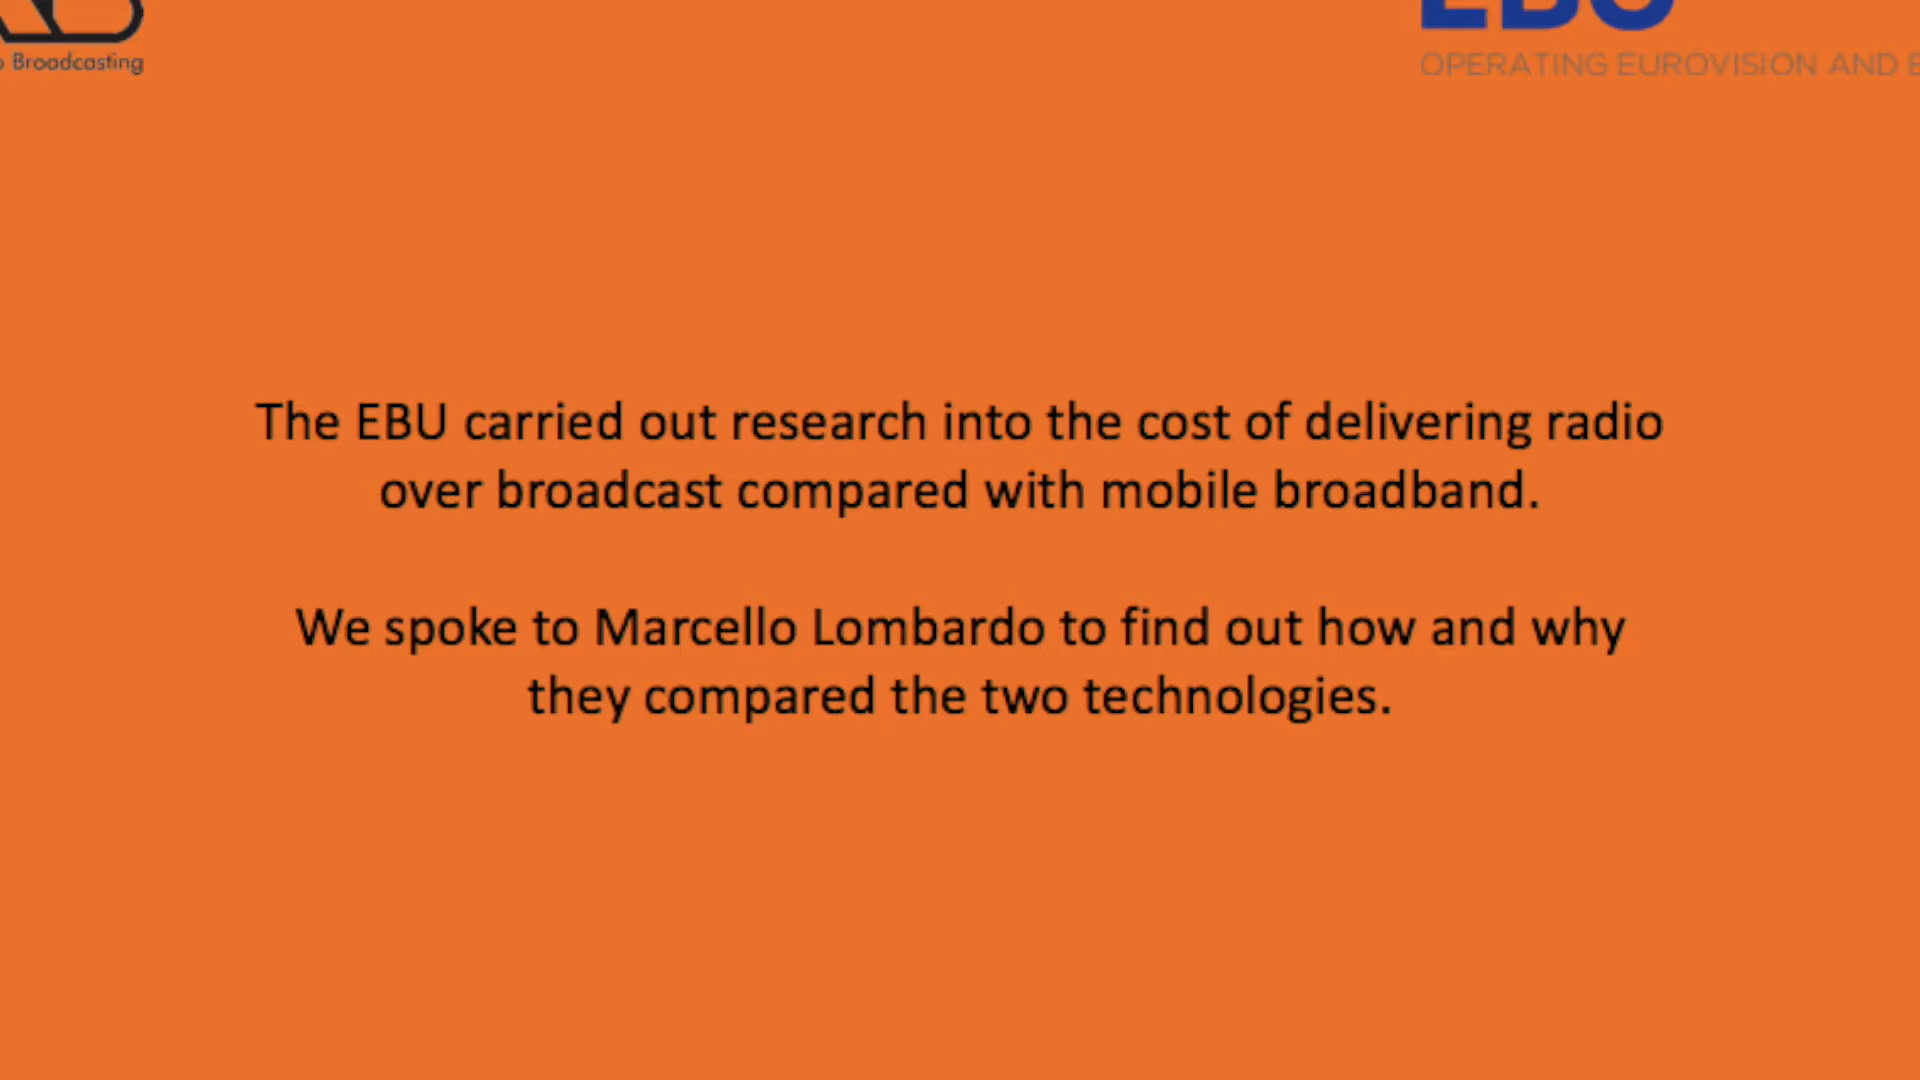 Broadcasting
EBU
OPERATING EUROVISION AND
The EBU carried out research into the cost of delivering radio
over broadcast compared with mobile broadband.
We spoke to Marcello Lombardo to find out how and why
they compared the two technologies.